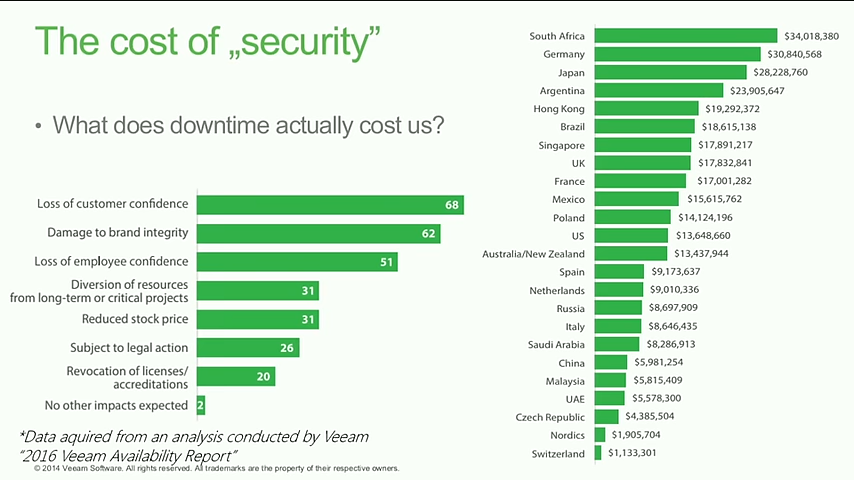 The cost of „security”
• What does downtime actually cost us?
Loss of customer confidence 68
Damage to brand integrity 62
Loss of employee confidence 51
Diversion of resources
from long-term or critical projects 31
Reduced stock price 31
Subject to legal action 26
Revocation of licenses/
accreditations 20
No other impacts expected 2
*Data aquired from an analysis conducted by Veeam
“2016 Veeam Availability Report”
© 2014 Veeam Software. All rights reserved. All trademarks are the property of their respective owners.
South Africa $34,018,380
Germany $30,840,568
Japan $28,228,760
Argentina $23,905,647
Hong Kong $19,292,372
Brazil $18,615,138
Singapore $17,891,217
UK $17,832,841
France $17,001,282
Mexico $15,615,762
Poland $14,124,196
US $13,648,660
Australia/New Zealand $13,437,944
Spain $9,173,637
Netherlands $9,010,336
Russia $8,697,909
Italy $8,646,435
Saudi Arabia $8,286,913
China $5,981,254
Malaysia $5,815,409
UAE $5,578,300
Czech Republic $4,385,504
Nordics $1,905,704
Switzerland $1,133,301